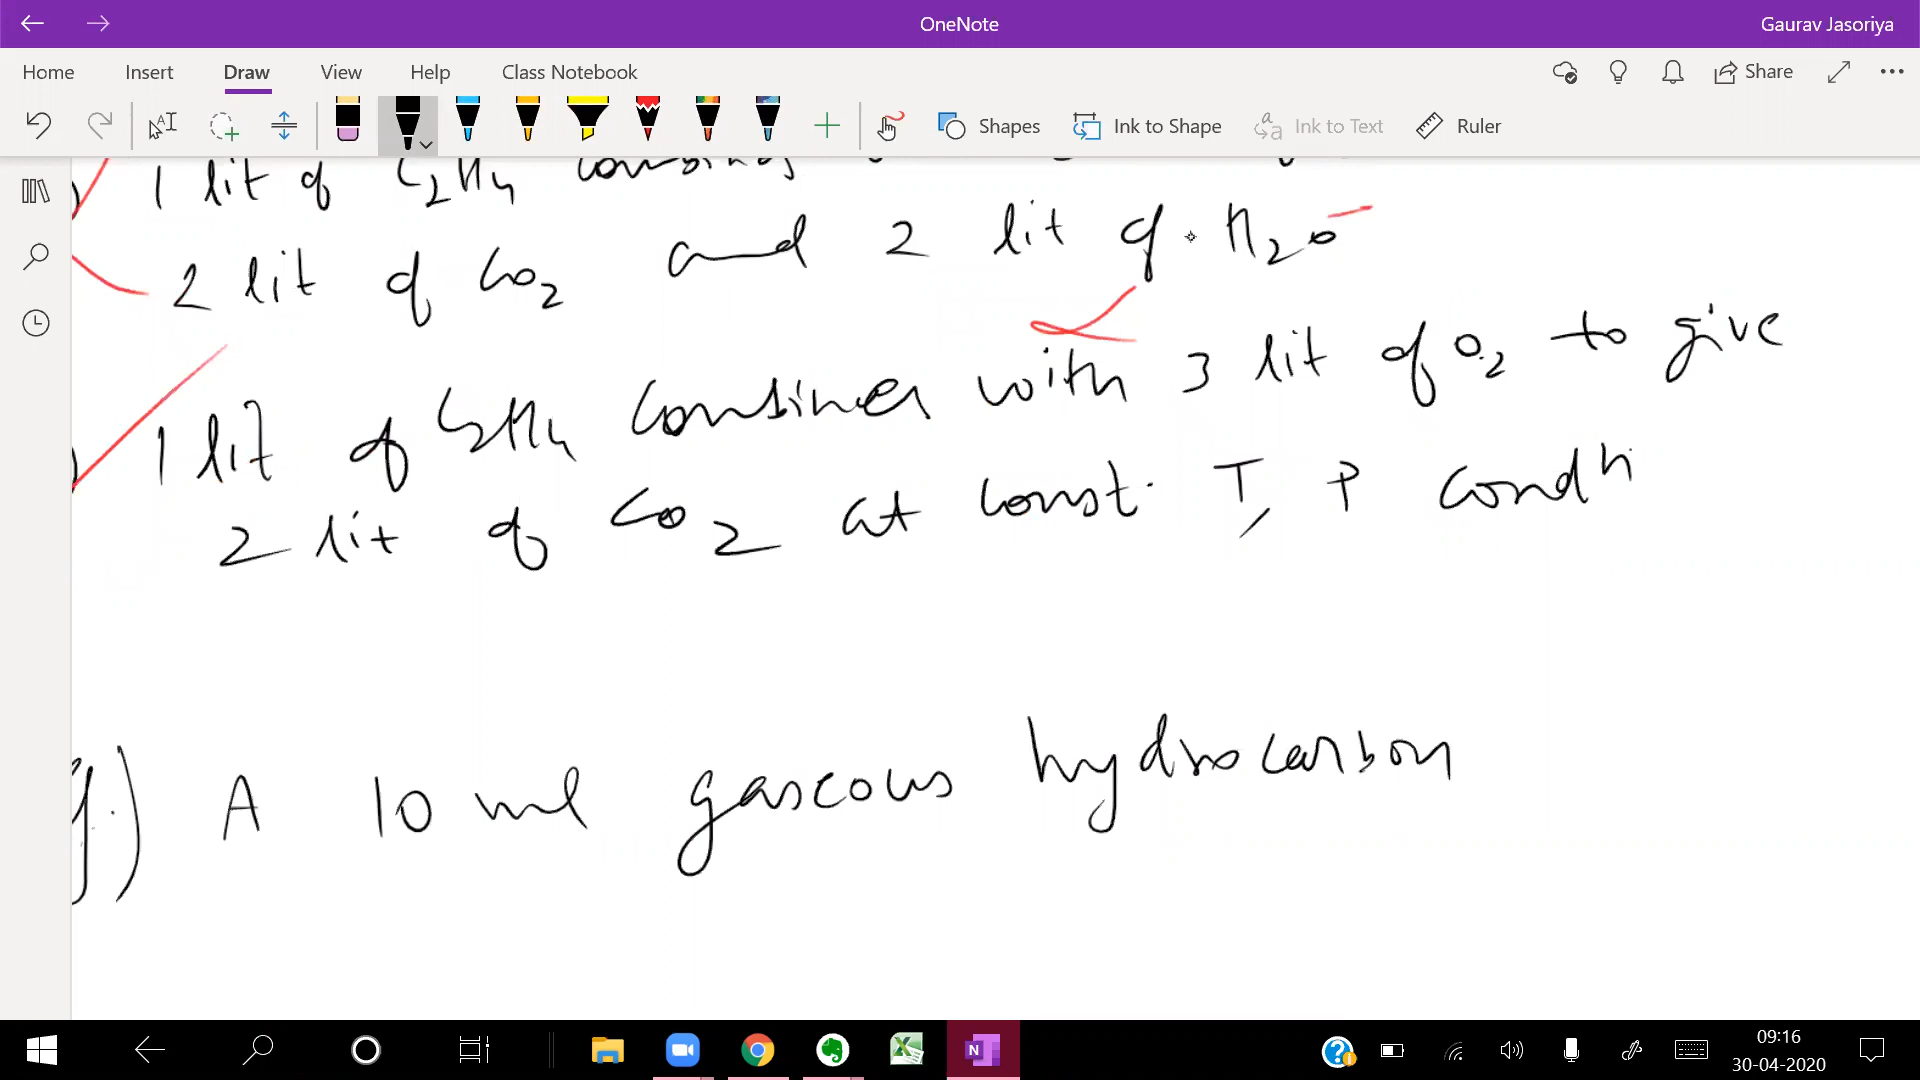 OneNote
Gaurav Jasoriya
Home Insert Draw View Help Class Notebook
Share
Shapes Ink to Shape Ink to Text Ruler
1 lit of C2H4 combines
2 lit of CO2 and 2 lit of H2O
1 lit of C2H4 combines with 3 lit of O2 to give
2 lit of CO2 at const. T, P condn
g.) A 10 ml gaseous hydrocarbon
09:16
30-04-2020